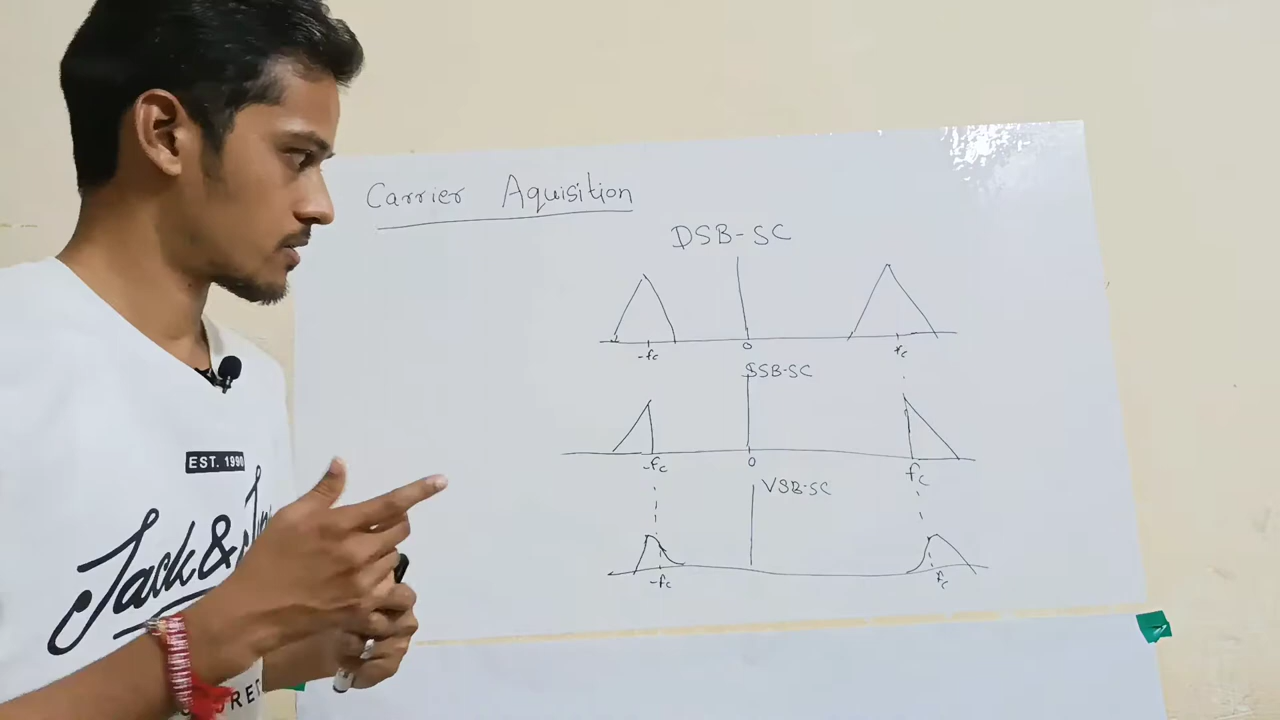 Carrier Aquisition
DSB-SC
-fc 0 fc
SSB-SC
-fc 0 fc
VSB-SC
-fc fc
EST. 1990
Jack &